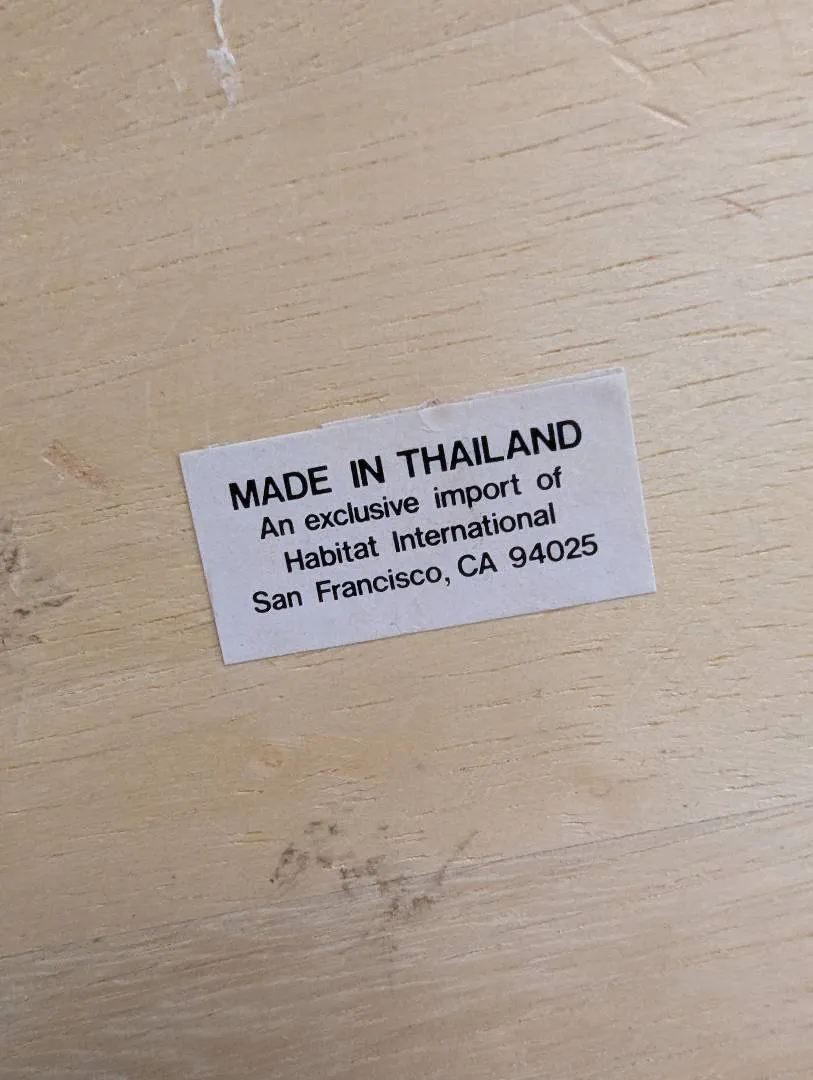 MADE IN THAILAND
An exclusive import of
Habitat International
San Francisco, CA 94025